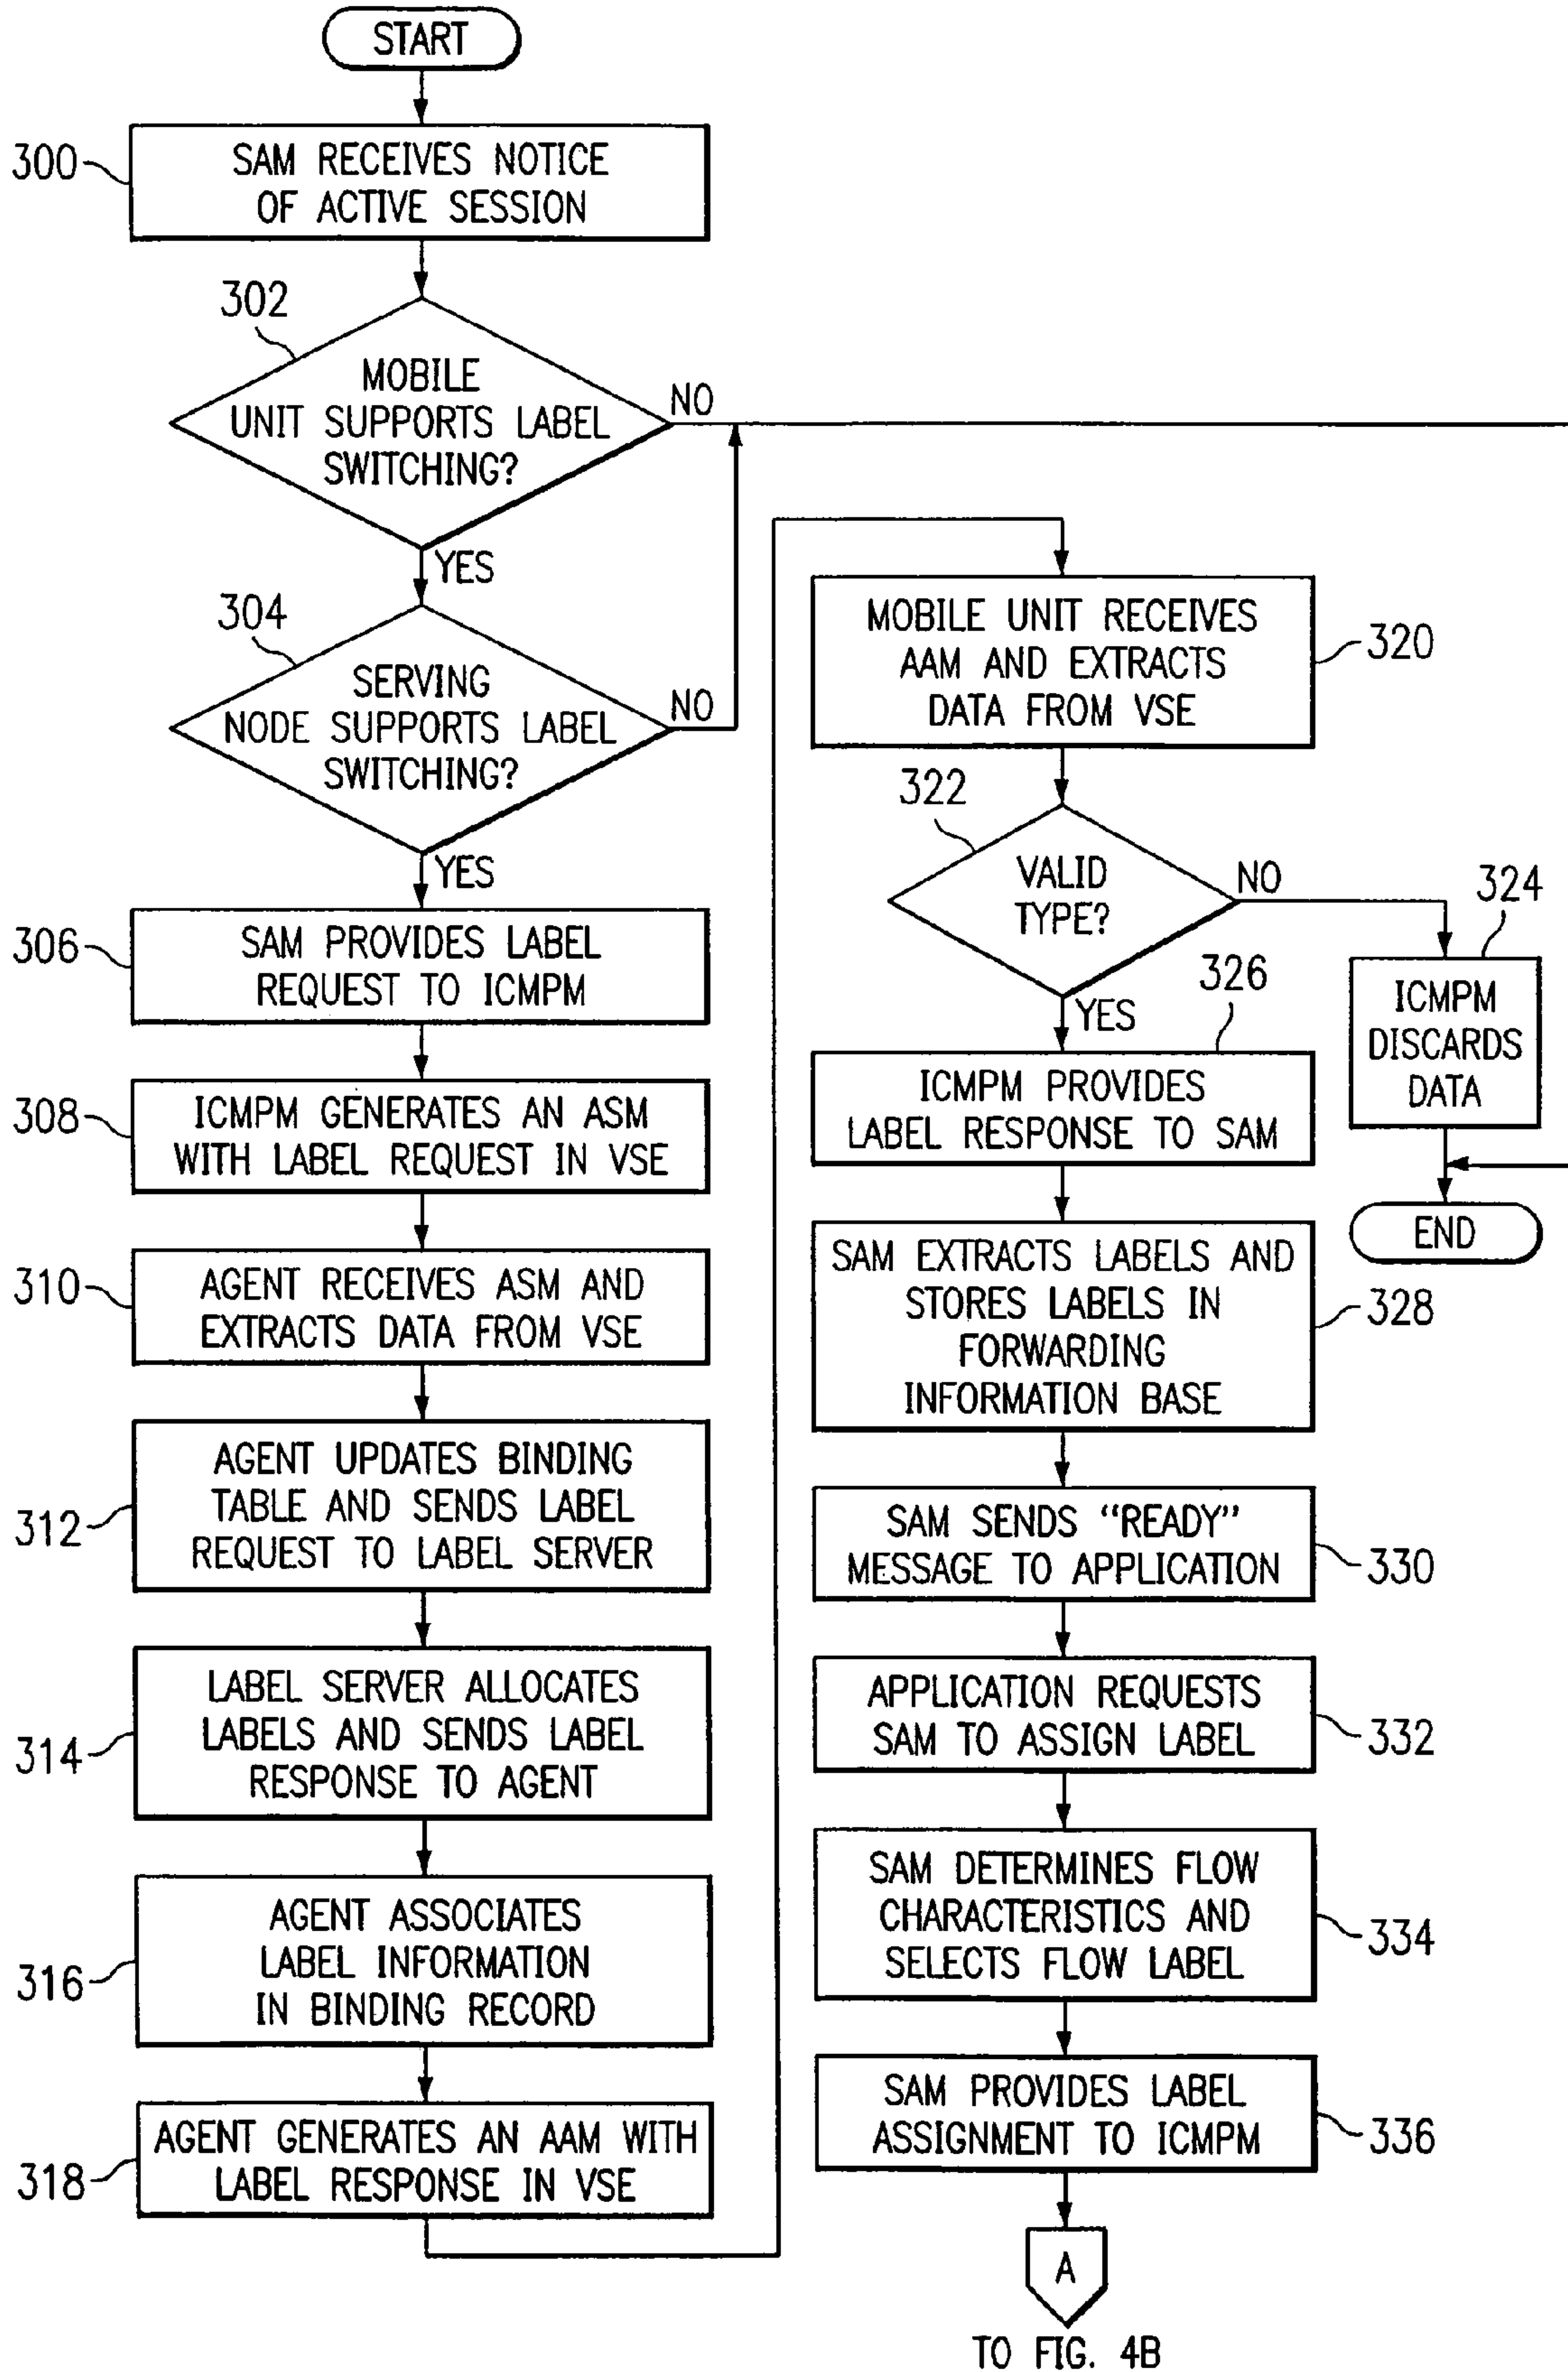 START
300
SAM RECEIVES NOTICE
OF ACTIVE SESSION
302
MOBILE
UNIT SUPPORTS LABEL
SWITCHING?
NO
YES
304
SERVING
NODE SUPPORTS LABEL
SWITCHING?
NO
YES
306
SAM PROVIDES LABEL
REQUEST TO ICMPM
308
ICMPM GENERATES AN ASM
WITH LABEL REQUEST IN VSE
310
AGENT RECEIVES ASM AND
EXTRACTS DATA FROM VSE
312
AGENT UPDATES BINDING
TABLE AND SENDS LABEL
REQUEST TO LABEL SERVER
314
LABEL SERVER ALLOCATES
LABELS AND SENDS LABEL
RESPONSE TO AGENT
316
AGENT ASSOCIATES
LABEL INFORMATION
IN BINDING RECORD
318
AGENT GENERATES AN AAM WITH
LABEL RESPONSE IN VSE
MOBILE UNIT RECEIVES
AAM AND EXTRACTS
DATA FROM VSE
320
322
VALID
TYPE?
NO
YES
324
ICMPM
DISCARDS
DATA
END
326
ICMPM PROVIDES
LABEL RESPONSE TO SAM
SAM EXTRACTS LABELS AND
STORES LABELS IN
FORWARDING
INFORMATION BASE
328
SAM SENDS “READY”
MESSAGE TO APPLICATION
330
APPLICATION REQUESTS
SAM TO ASSIGN LABEL
332
SAM DETERMINES FLOW
CHARACTERISTICS AND
SELECTS FLOW LABEL
334
SAM PROVIDES LABEL
ASSIGNMENT TO ICMPM
336
A
TO FIG. 4B